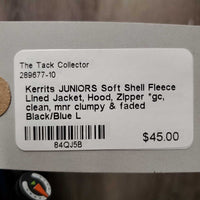 The Tack Collector
289677-10
Kerrits JUNIORS Soft Shell Fleece
Lined Jacket, Hood, Zipper *gc,
clean, mnr clumpy & faded
Black/Blue L
$45.00
84QJ5B